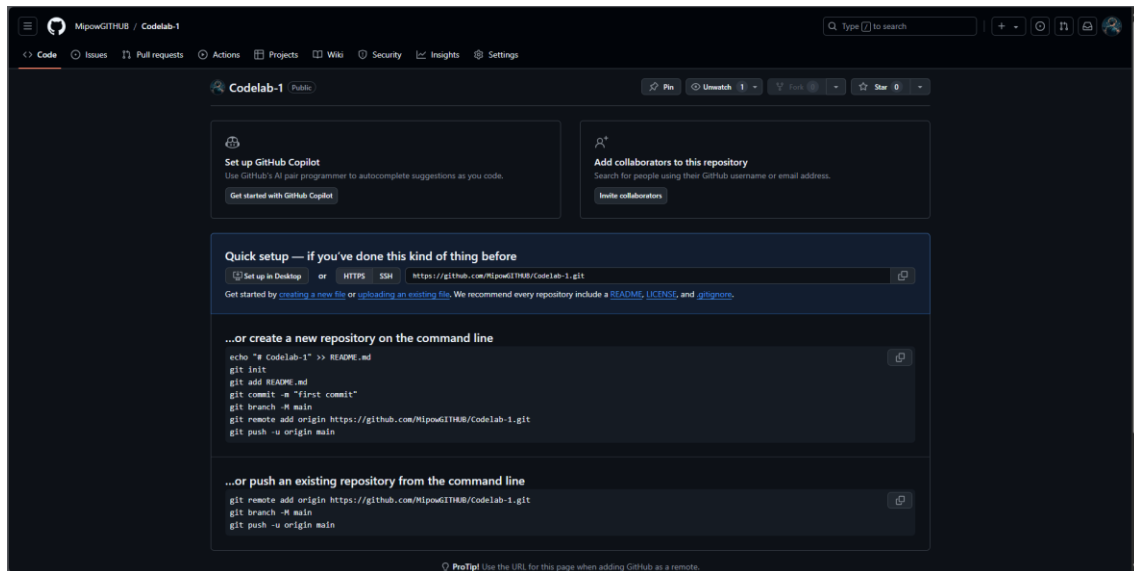 MipowGITHUB / Codelab-1
Type / to search
Code Issues Pull requests Actions Projects Wiki Security Insights Settings
Codelab-1 Public
Pin Unwatch 1 Fork Star 0
Set up GitHub Copilot
Use GitHub's AI pair programmer to autocomplete suggestions as you code.
Get started with GitHub Copilot
Add collaborators to this repository
Search for people using their GitHub username or email address.
Invite collaborators
Quick setup — if you've done this kind of thing before
Set up in Desktop or HTTPS SSH https://github.com/MipowGITHUB/Codelab-1.git
Get started by creating a new file or uploading an existing file. We recommend every repository include a README, LICENSE, and .gitignore.
...or create a new repository on the command line
echo "# Codelab-1" >> README.md
git init
git add README.md
git commit -m "first commit"
git branch -M main
git remote add origin https://github.com/MipowGITHUB/Codelab-1.git
git push -u origin main
...or push an existing repository from the command line
git remote add origin https://github.com/MipowGITHUB/Codelab-1.git
git branch -M main
git push -u origin main
ProTip! Use the URL for this page when adding GitHub as a remote.